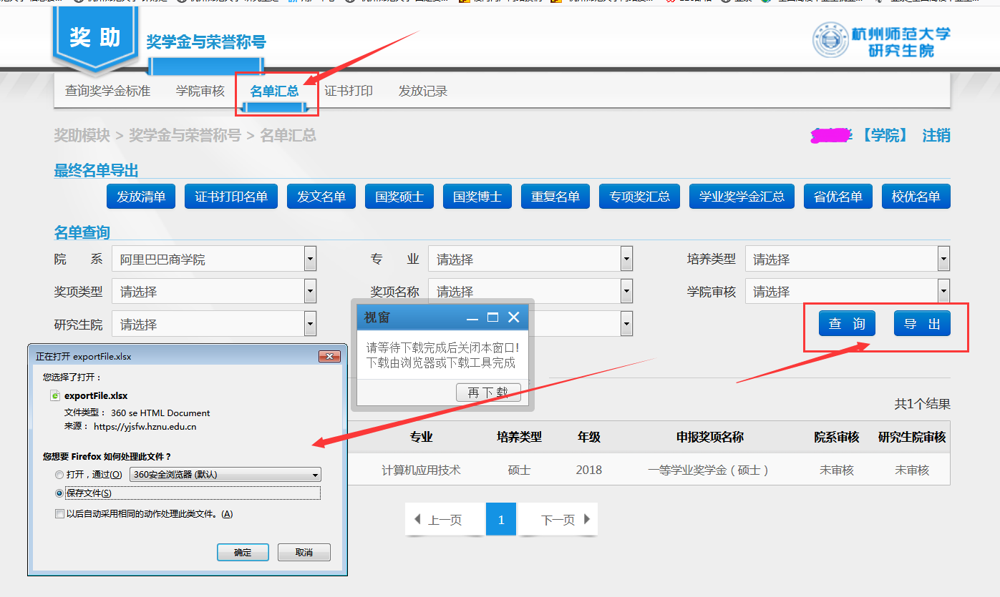 奖 助
奖学金与荣誉称号
杭州师范大学
研究生院
查询奖学金标准 学院审核 名单汇总 证书打印 发放记录
奖助模块 > 奖学金与荣誉称号 > 名单汇总
【学院】 注销
最终名单导出
发放清单 证书打印名单 发文名单 国奖硕士 国奖博士 重复名单 专项奖汇总 学业奖学金汇总 省优名单 校优名单
名单查询
院 系 阿里巴巴商学院 专 业 请选择 培养类型 请选择
奖项类型 请选择 奖项名称 请选择 学院审核 请选择
研究生院 请选择
查 询 导 出
视窗
请等待下载完成后关闭本窗口!
下载由浏览器或下载工具完成
再 下 载
正在打开 exportFile.xlsx
您选择了打开：
exportFile.xlsx
文件类型： 360 se HTML Document
来源： https://yjsfw.hznu.edu.cn
您想要 Firefox 如何处理此文件？
打开，通过(O) 360安全浏览器 (默认)
保存文件(S)
以后自动采用相同的动作处理此类文件。(A)
确定 取消
共1个结果
专业 培养类型 年级 申报奖项名称 院系审核 研究生院审核
计算机应用技术 硕士 2018 一等学业奖学金（硕士） 未审核 未审核
上一页 1 下一页